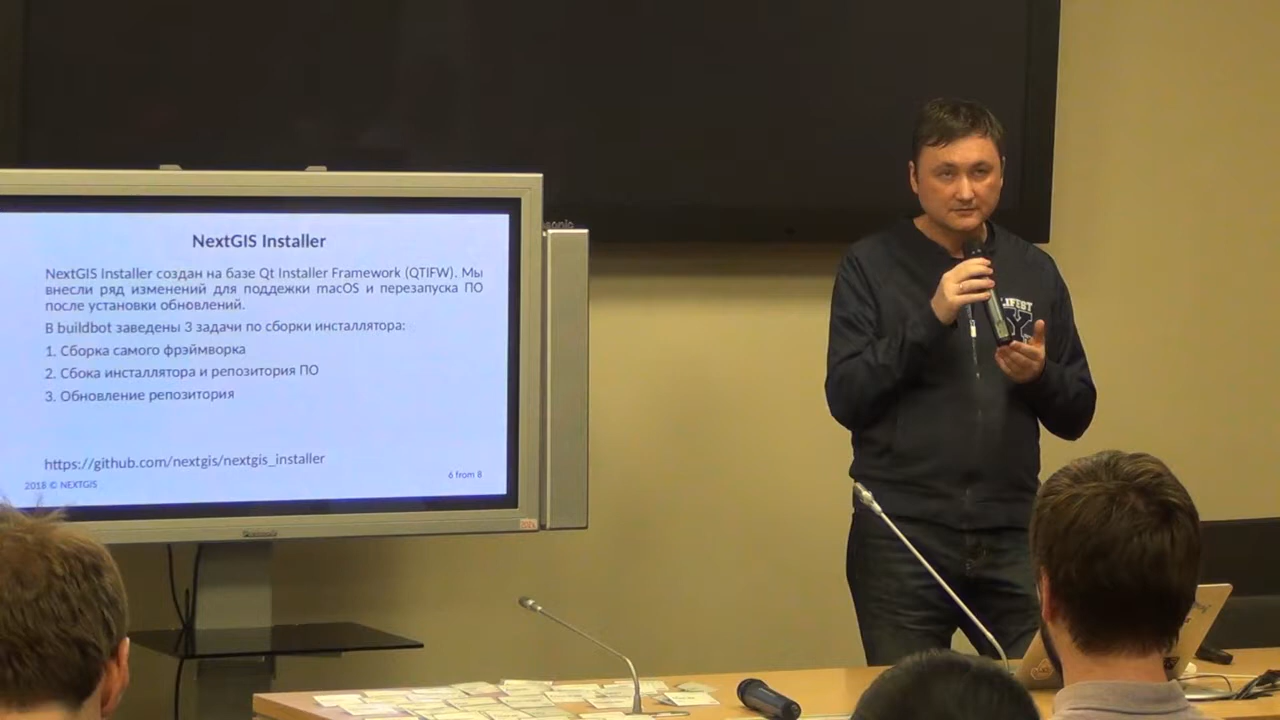 NextGIS Installer
NextGIS Installer создан на базе Qt Installer Framework (QTIFW). Мы
внесли ряд изменений для поддежки macOS и перезапуска ПО
после установки обновлений.
В buildbot заведены 3 задачи по сборки инсталлятора:
1. Сборка самого фрэймворка
2. Сбока инсталлятора и репозитория ПО
3. Обновление репозитория
https://github.com/nextgis/nextgis_installer
2018 © NEXTGIS
6 from 8
Panasonic
LIFEST
Y